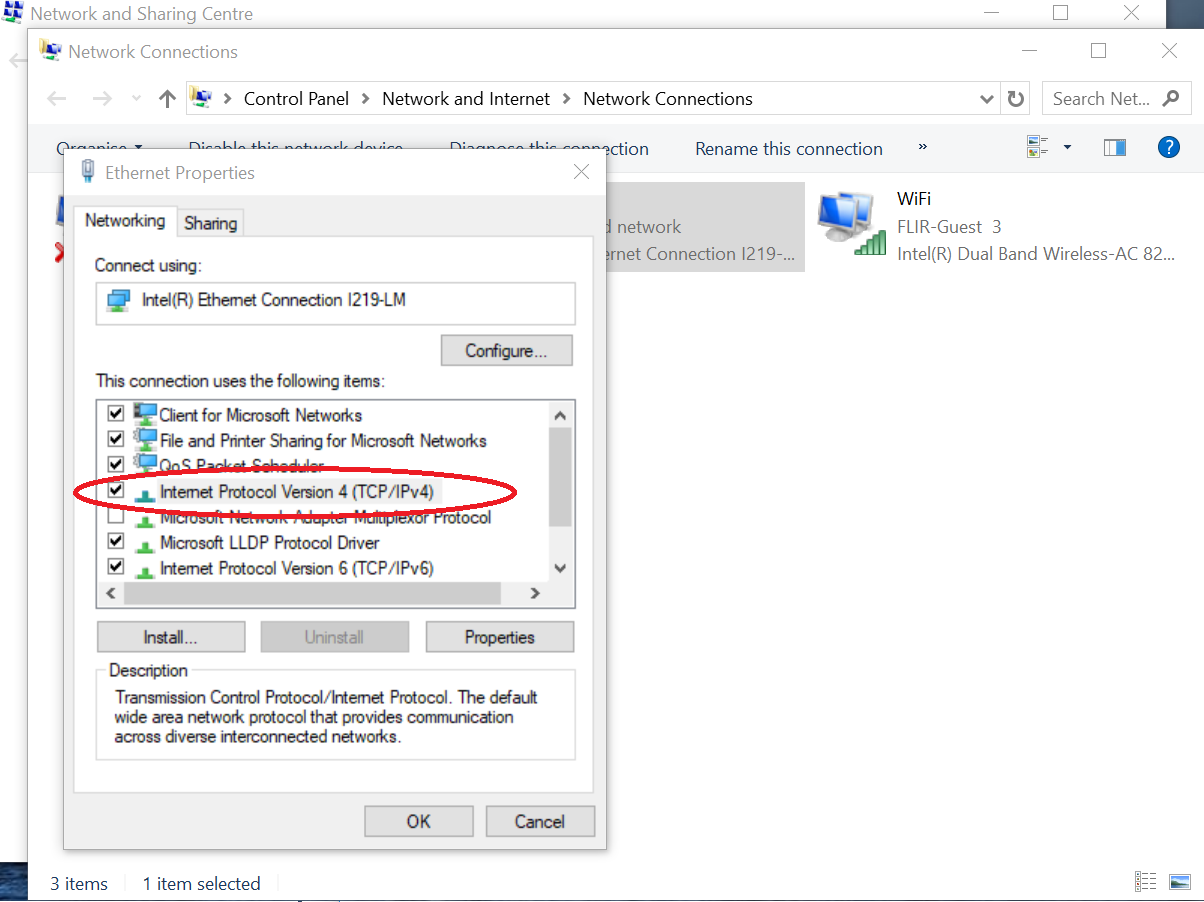 Network and Sharing Centre
Network Connections
Control Panel > Network and Internet > Network Connections
Search Net...
Organise Disable this network device Diagnose this connection Rename this connection »
Ethernet Properties
Networking Sharing
Connect using:
Intel(R) Ethernet Connection I219-LM
Configure...
This connection uses the following items:
Client for Microsoft Networks
File and Printer Sharing for Microsoft Networks
QoS Packet Scheduler
Internet Protocol Version 4 (TCP/IPv4)
Microsoft Network Adapter Multiplexor Protocol
Microsoft LLDP Protocol Driver
Internet Protocol Version 6 (TCP/IPv6)
Install... Uninstall Properties
Description
Transmission Control Protocol/Internet Protocol. The default
wide area network protocol that provides communication
across diverse interconnected networks.
OK Cancel
d network
ernet Connection I219-...
WiFi
FLIR-Guest 3
Intel(R) Dual Band Wireless-AC 82...
3 items 1 item selected